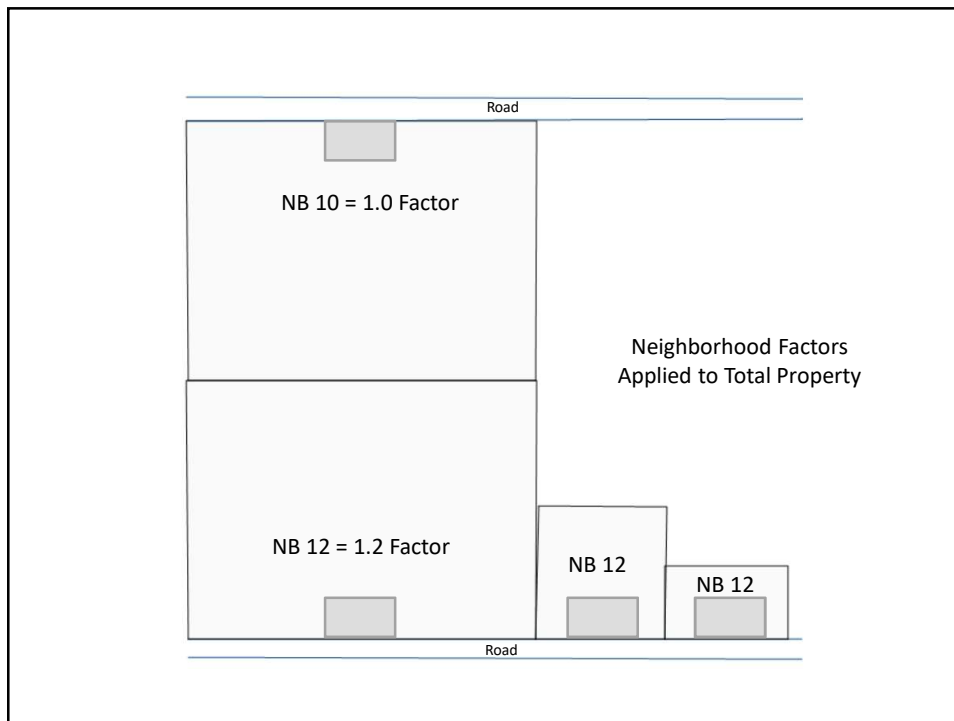 Road
NB 10 = 1.0 Factor
Neighborhood Factors
Applied to Total Property
NB 12 = 1.2 Factor
NB 12
NB 12
Road